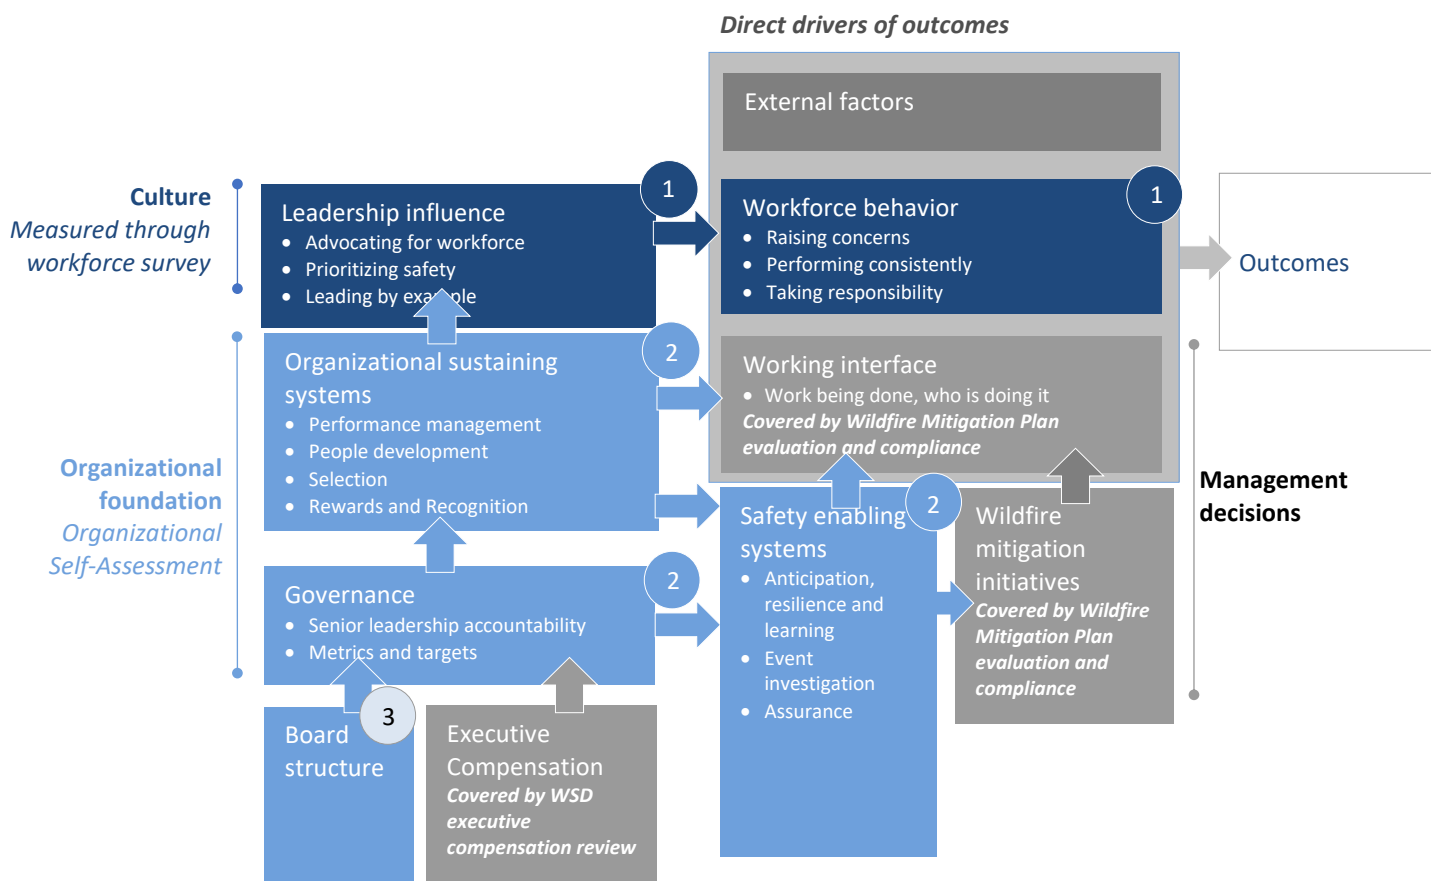 Direct drivers of outcomes
External factors
Culture
Measured through
workforce survey
1
Leadership influence
• Advocating for workforce
• Prioritizing safety
• Leading by example
1
Workforce behavior
• Raising concerns
• Performing consistently
• Taking responsibility
Outcomes
Organizational
foundation
Organizational
Self-Assessment
2
Organizational sustaining
systems
• Performance management
• People development
• Selection
• Rewards and Recognition
Working interface
• Work being done, who is doing it
Covered by Wildfire Mitigation Plan
evaluation and compliance
Management
decisions
2
Governance
• Senior leadership accountability
• Metrics and targets
2
Safety enabling
systems
• Anticipation,
resilience and
learning
• Event
investigation
• Assurance
Wildfire
mitigation
initiatives
Covered by Wildfire
Mitigation Plan
evaluation and
compliance
3
Board
structure
Executive
Compensation
Covered by WSD
executive
compensation review